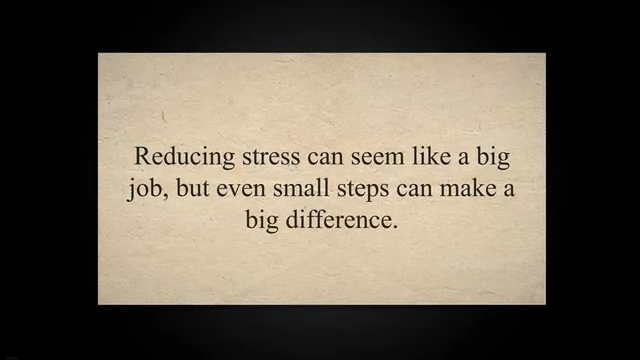 Reducing stress can seem like a big
job, but even small steps can make a
big difference.